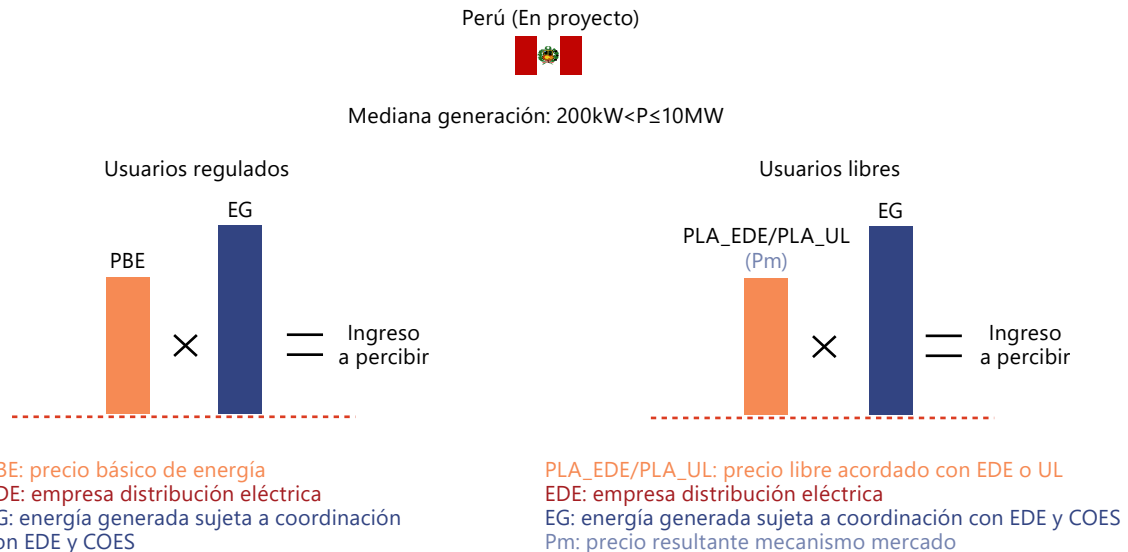 Perú (En proyecto)
Mediana generación: 200kW<P≤10MW
Usuarios regulados
EG
PBE
Ingreso
a percibir
BE: precio básico de energía
DE: empresa distribución eléctrica
G: energía generada sujeta a coordinación
on EDE y COES
Usuarios libres
EG
PLA_EDE/PLA_UL
(Pm)
Ingreso
a percibir
PLA_EDE/PLA_UL: precio libre acordado con EDE o UL
EDE: empresa distribución eléctrica
EG: energía generada sujeta a coordinación con EDE y COES
Pm: precio resultante mecanismo mercado